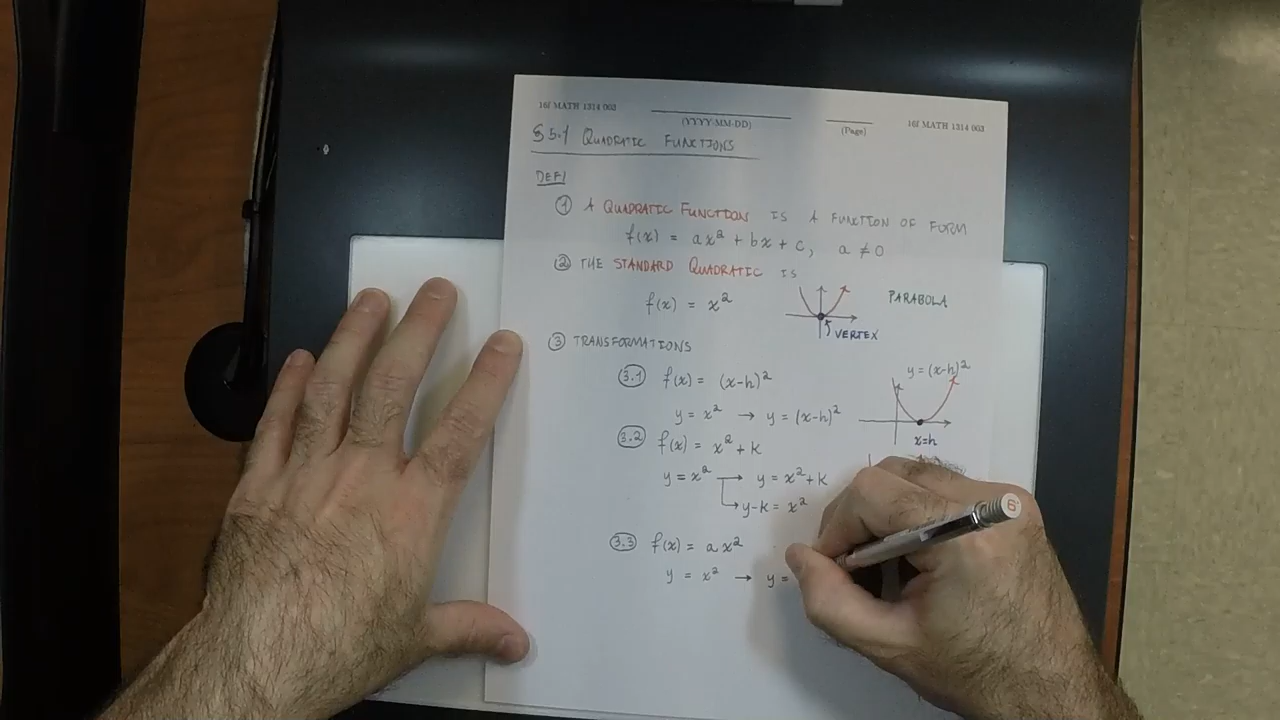 16f MATH 1314 003 (YYYY-MM-DD) (Page) 16f MATH 1314 003
§5.1 QUADRATIC FUNCTIONS
DEF/
① A QUADRATIC FUNCTION IS A FUNCTION OF FORM
f(x) = ax² + bx + c, a ≠ 0
② THE STANDARD QUADRATIC IS
f(x) = x²
PARABOLA
VERTEX
③ TRANSFORMATIONS
3.1 f(x) = (x-h)²
y = (x-h)²
y = x² → y = (x-h)²
x=h
3.2 f(x) = x² + k
y = x² → y = x² + k
→ y-k = x²
3.3 f(x) = ax²
y = x² → y =
6